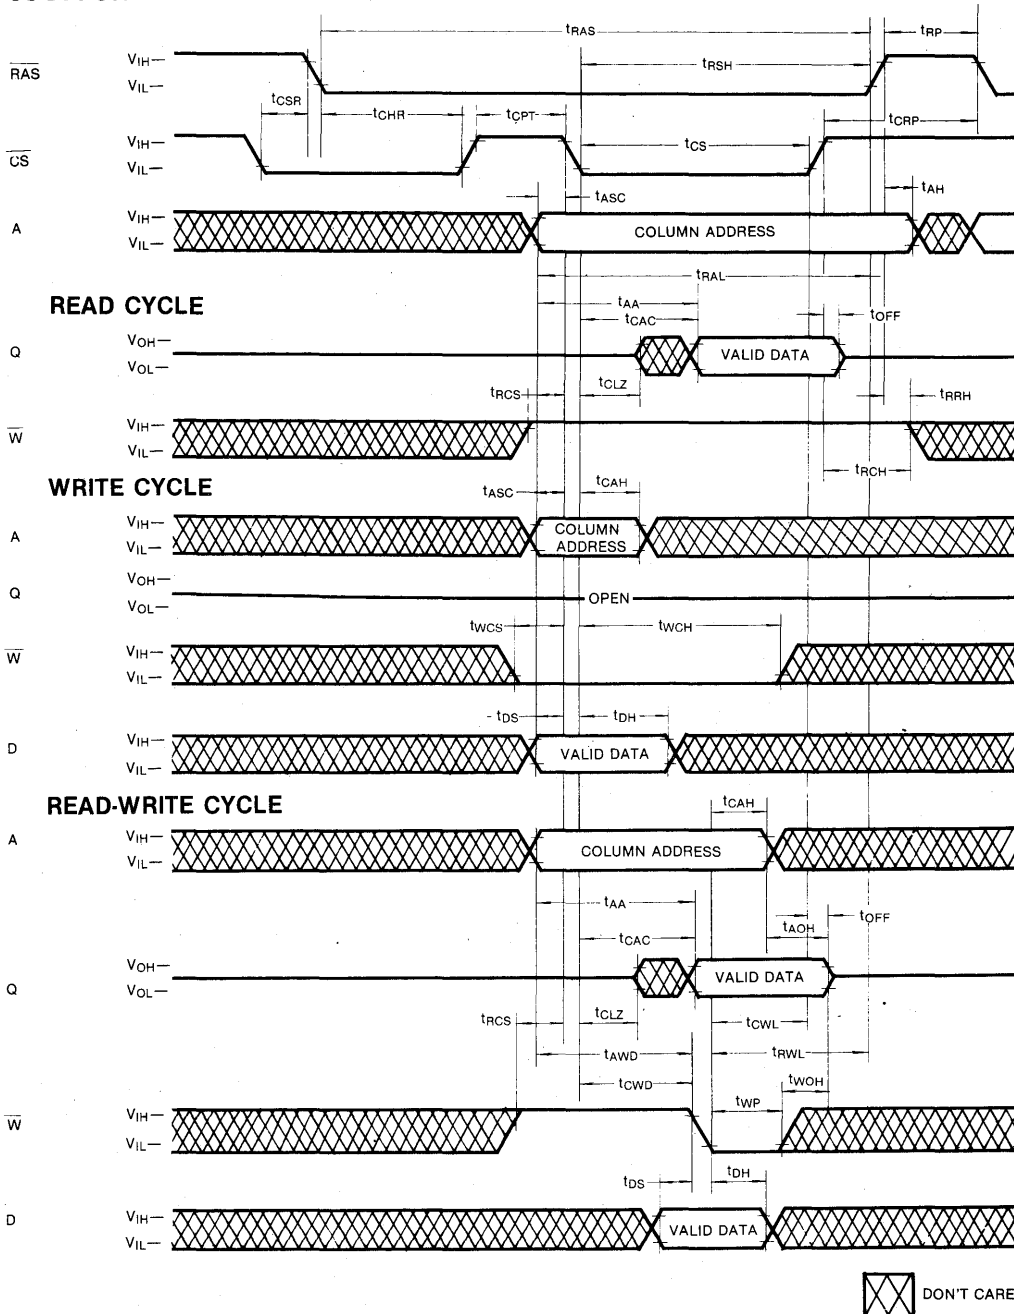 tRAS
tRP
RAS
VIH
VIL
tRSH
tCSR
tCHR
tCPT
tCRP
CS
VIH
VIL
tCS
tASC
tAH
A
VIH
VIL
COLUMN ADDRESS
tRAL
READ CYCLE
tAA
tCAC
tOFF
Q
VOH
VOL
VALID DATA
tRCS
tCLZ
tRRH
W
VIH
VIL
tRCH
WRITE CYCLE
tASC
tCAH
A
VIH
VIL
COLUMN
ADDRESS
Q
VOH
VOL
OPEN
tWCS
tWCH
W
VIH
VIL
tDS
tDH
D
VIH
VIL
VALID DATA
READ-WRITE CYCLE
tCAH
A
VIH
VIL
COLUMN ADDRESS
tAA
tOFF
tCAC
tAOH
Q
VOH
VOL
VALID DATA
tRCS
tCLZ
tCWL
tAWD
tRWL
tCWD
tWOH
tWP
W
VIH
VIL
tDS
tDH
D
VIH
VIL
VALID DATA
DON'T CARE